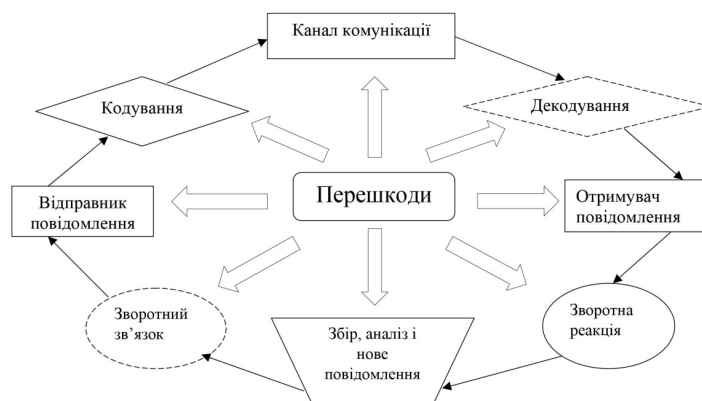 Канал комунікації
Кодування
Декодування
Перешкоди
Відправник
повідомлення
Отримувач
повідомлення
Зворотний
зв’язок
Збір, аналіз і
нове
повідомлення
Зворотна
реакція